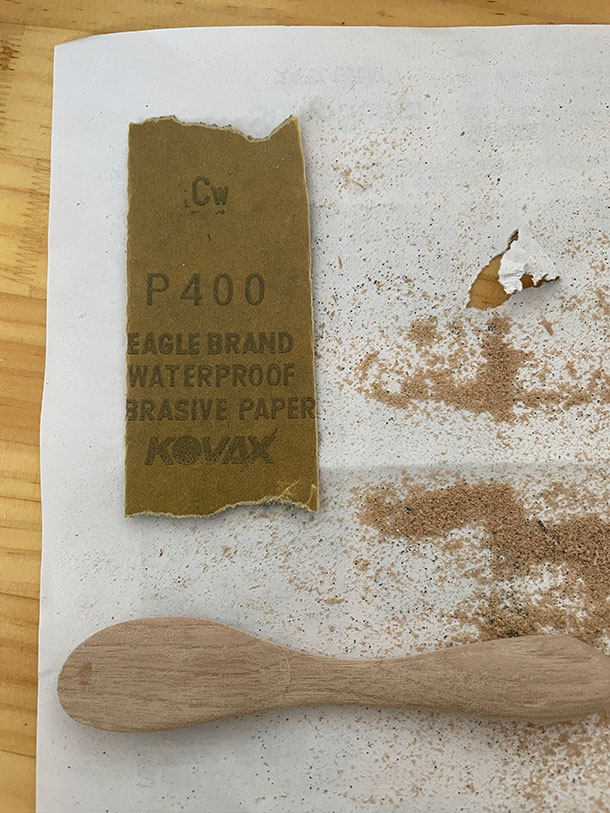 Cw
P400
EAGLE BRAND
WATERPROOF
BRASIVE PAPER
KOVAX